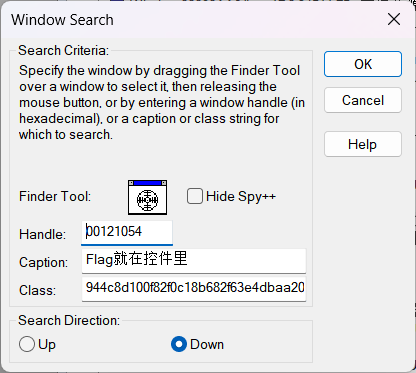 Window Search
Search Criteria:
Specify the window by dragging the Finder Tool
over a window to select it, then releasing the
mouse button, or by entering a window handle (in
hexadecimal), or a caption or class string for
which to search.
OK
Cancel
Help
Finder Tool:
Hide Spy++
Handle: 00121054
Caption: Flag就在控件里
Class: 944c8d100f82f0c18b682f63e4dbaa20
Search Direction:
Up
Down